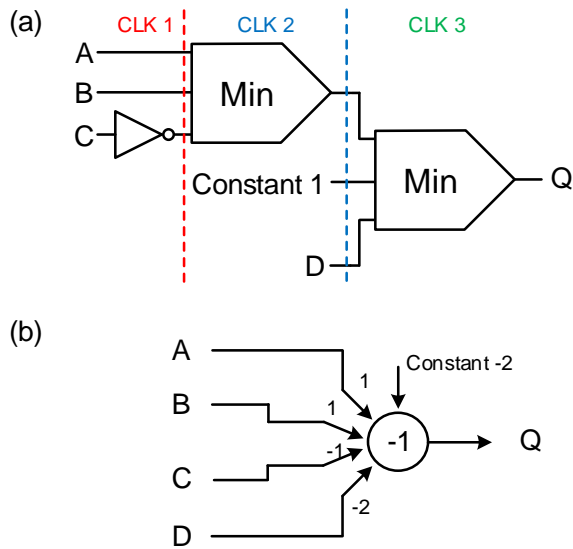 (a)
CLK 1 CLK 2 CLK 3
A
B
C
Min
Constant 1
Min
D
Q
(b)
A
B
C
D
1
1
-1
-2
Constant -2
-1
Q